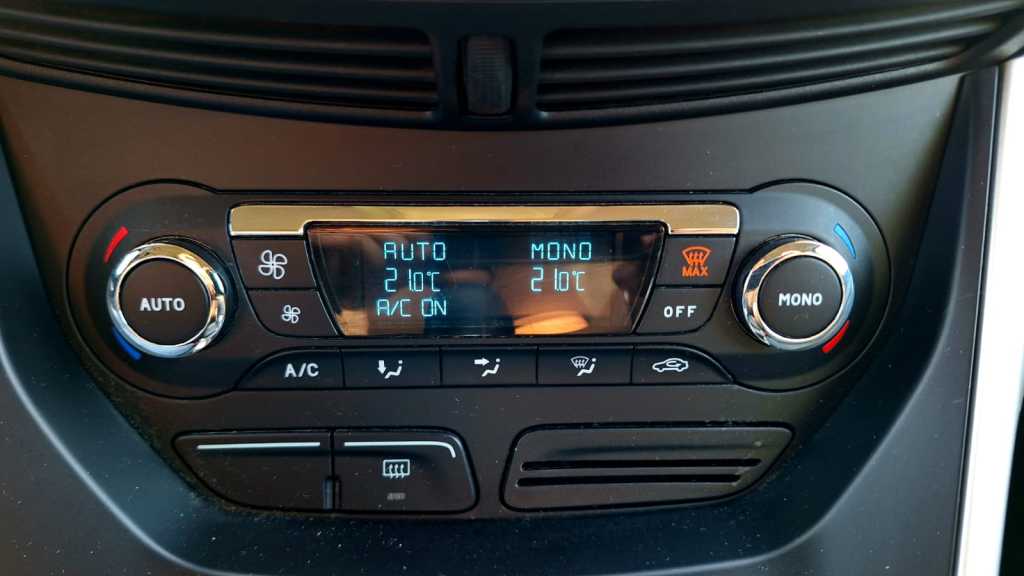 AUTO MONO
21.0°C 21.0°C
A/C ON
MAX
OFF
AUTO
MONO
A/C